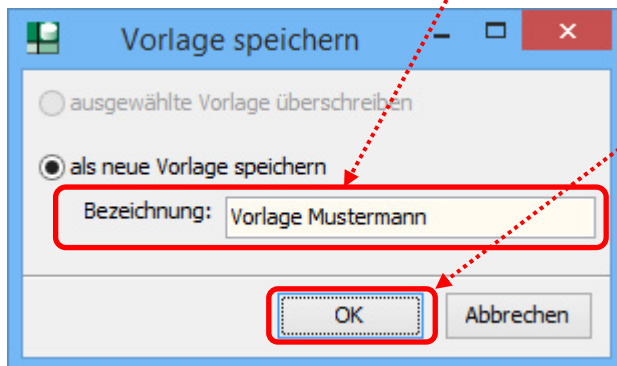 Vorlage speichern
ausgewählte Vorlage überschreiben
als neue Vorlage speichern
Bezeichnung: Vorlage Mustermann
OK Abbrechen